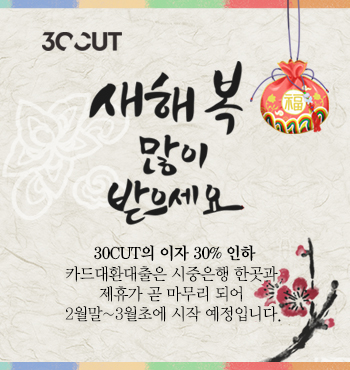 30CUT
새해 복
많이
받으세요
福
30CUT의 이자 30% 인하
카드대환대출은 시중은행 한곳과
제휴가 곧 마무리 되어
2월말~3월초에 시작 예정입니다.